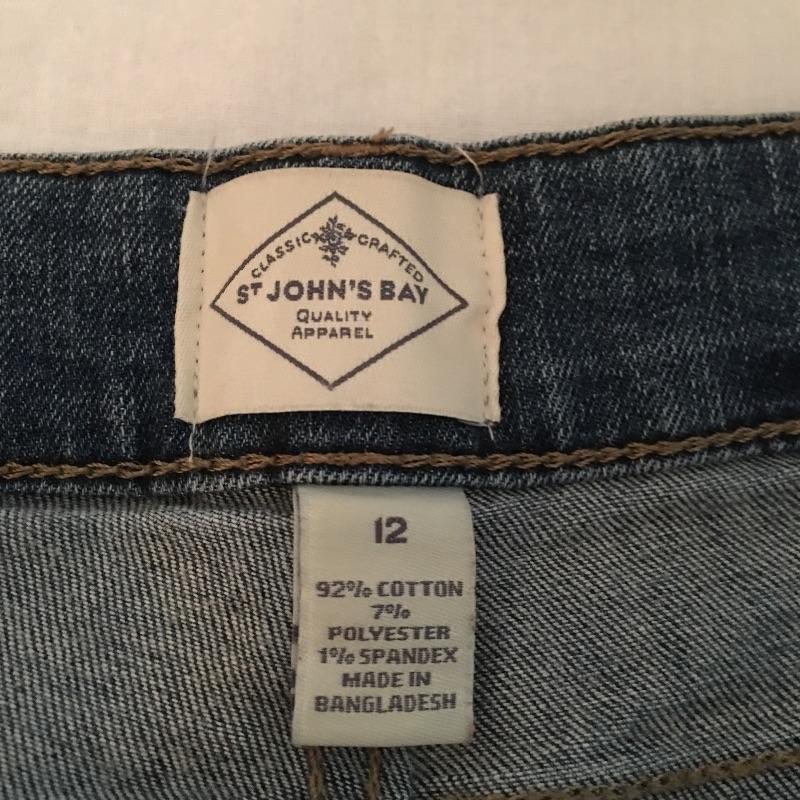 CLASSIC CRAFTED
ST JOHN'S BAY
QUALITY
APPAREL
12
92% COTTON
7%
POLYESTER
1% SPANDEX
MADE IN
BANGLADESH